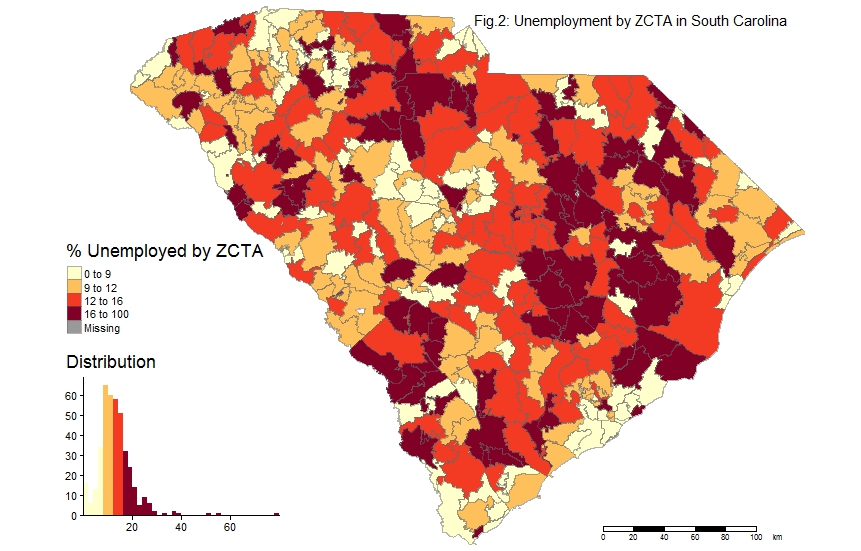 Fig.2: Unemployment by ZCTA in South Carolina
% Unemployed by ZCTA
0 to 9
9 to 12
12 to 16
16 to 100
Missing
Distribution
60
50
40
30
20
10
0
20 40 60
0 20 40 60 80 100 km